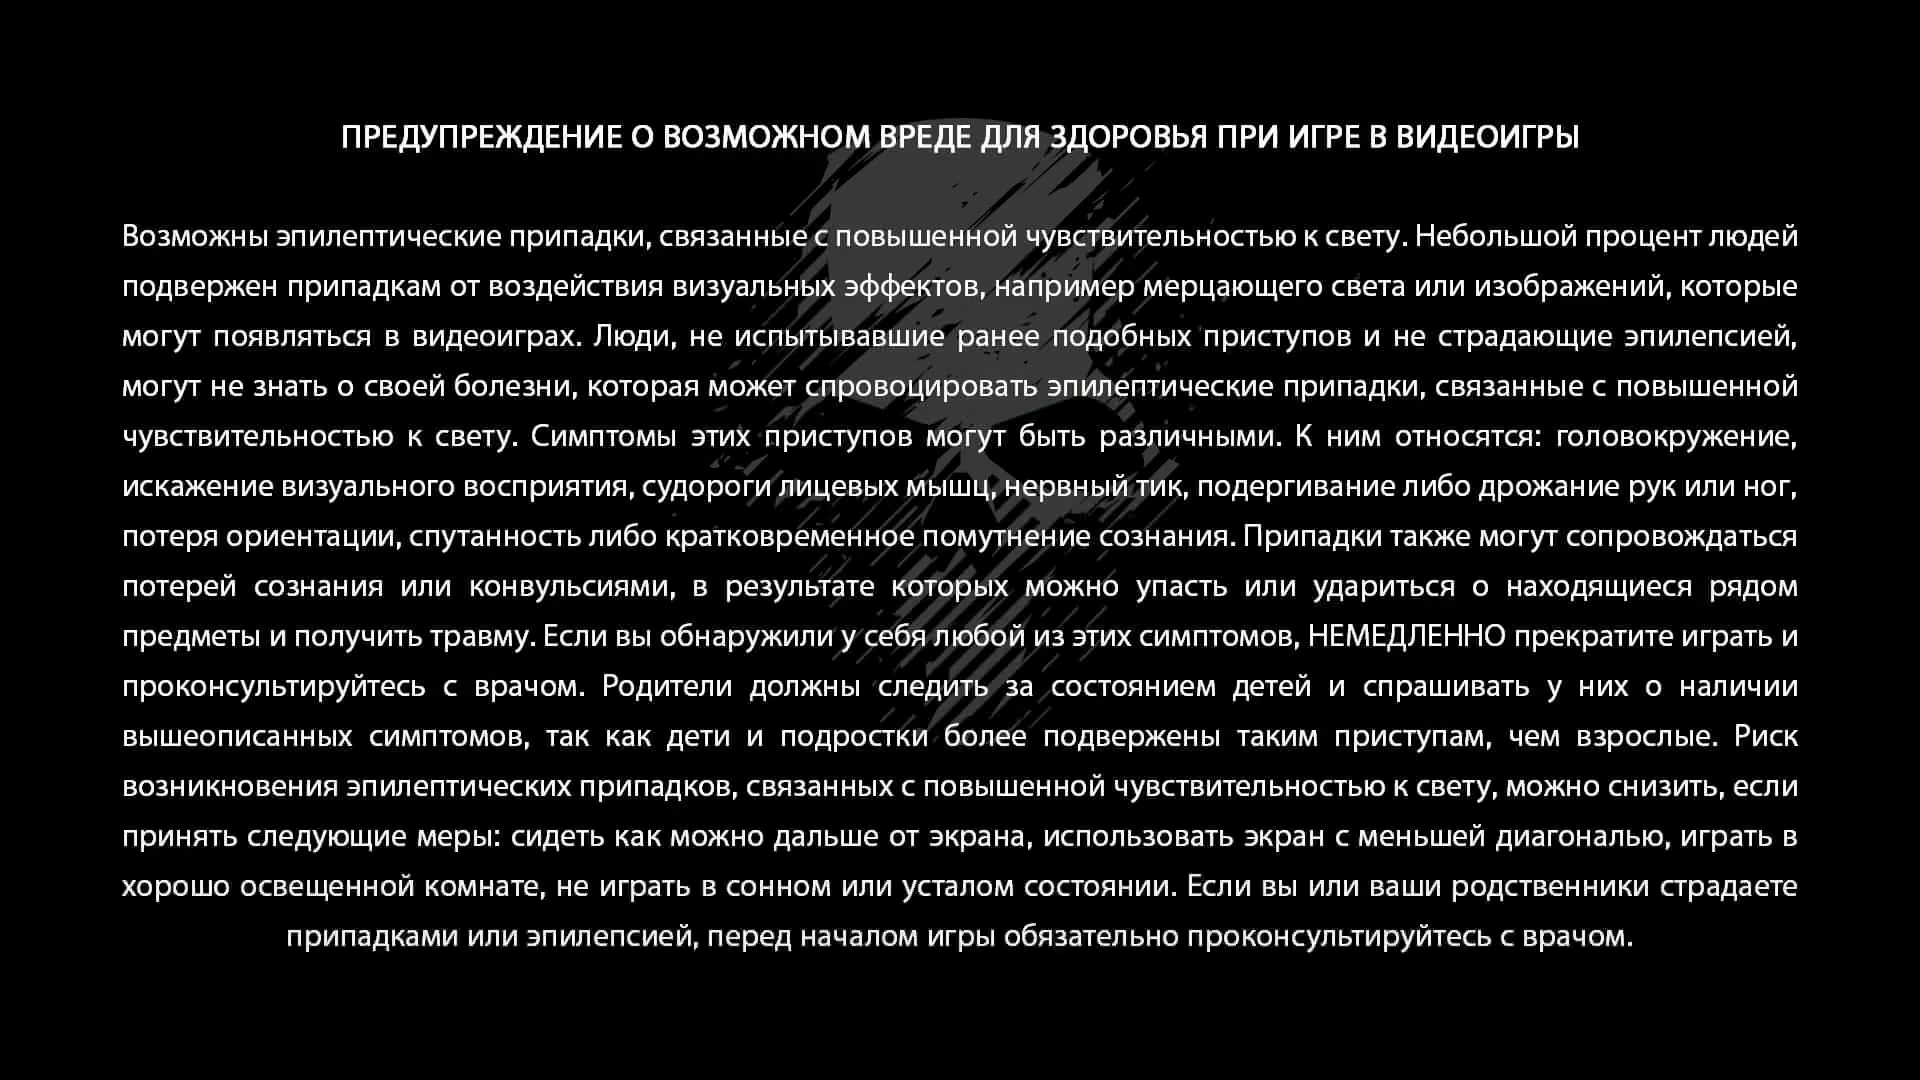 ПРЕДУПРЕЖДЕНИЕ О ВОЗМОЖНОМ ВРЕДЕ ДЛЯ ЗДОРОВЬЯ ПРИ ИГРЕ В ВИДЕОИГРЫ
Возможны эпилептические припадки, связанные с повышенной чувствительностью к свету. Небольшой процент людей
подвержен припадкам от воздействия визуальных эффектов, например мерцающего света или изображений, которые
могут появляться в видеоиграх. Люди, не испытывавшие ранее подобных приступов и не страдающие эпилепсией,
могут не знать о своей болезни, которая может спровоцировать эпилептические припадки, связанные с повышенной
чувствительностью к свету. Симптомы этих приступов могут быть различными. К ним относятся: головокружение,
искажение визуального восприятия, судороги лицевых мышц, нервный тик, подергивание либо дрожание рук или ног,
потеря ориентации, спутанность либо кратковременное помутнение сознания. Припадки также могут сопровождаться
потерей сознания или конвульсиями, в результате которых можно упасть или удариться о находящиеся рядом
предметы и получить травму. Если вы обнаружили у себя любой из этих симптомов, НЕМЕДЛЕННО прекратите играть и
проконсультируйтесь с врачом. Родители должны следить за состоянием детей и спрашивать у них о наличии
вышеописанных симптомов, так как дети и подростки более подвержены таким приступам, чем взрослые. Риск
возникновения эпилептических припадков, связанных с повышенной чувствительностью к свету, можно снизить, если
принять следующие меры: сидеть как можно дальше от экрана, использовать экран с меньшей диагональю, играть в
хорошо освещенной комнате, не играть в сонном или усталом состоянии. Если вы или ваши родственники страдаете
припадками или эпилепсией, перед началом игры обязательно проконсультируйтесь с врачом.